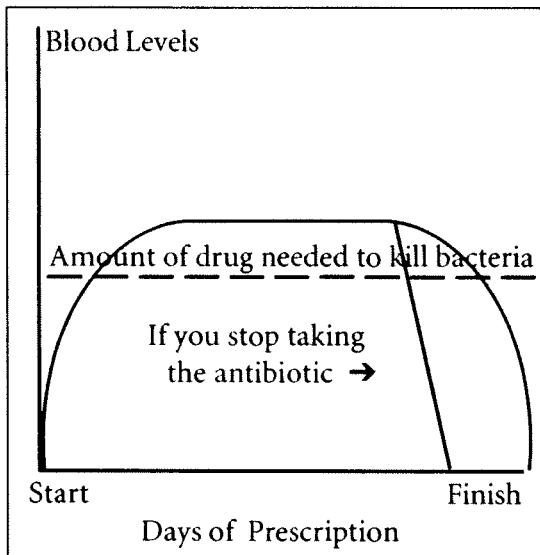 Blood Levels
Amount of drug needed to kill bacteria
If you stop taking
the antibiotic →
Start
Finish
Days of Prescription